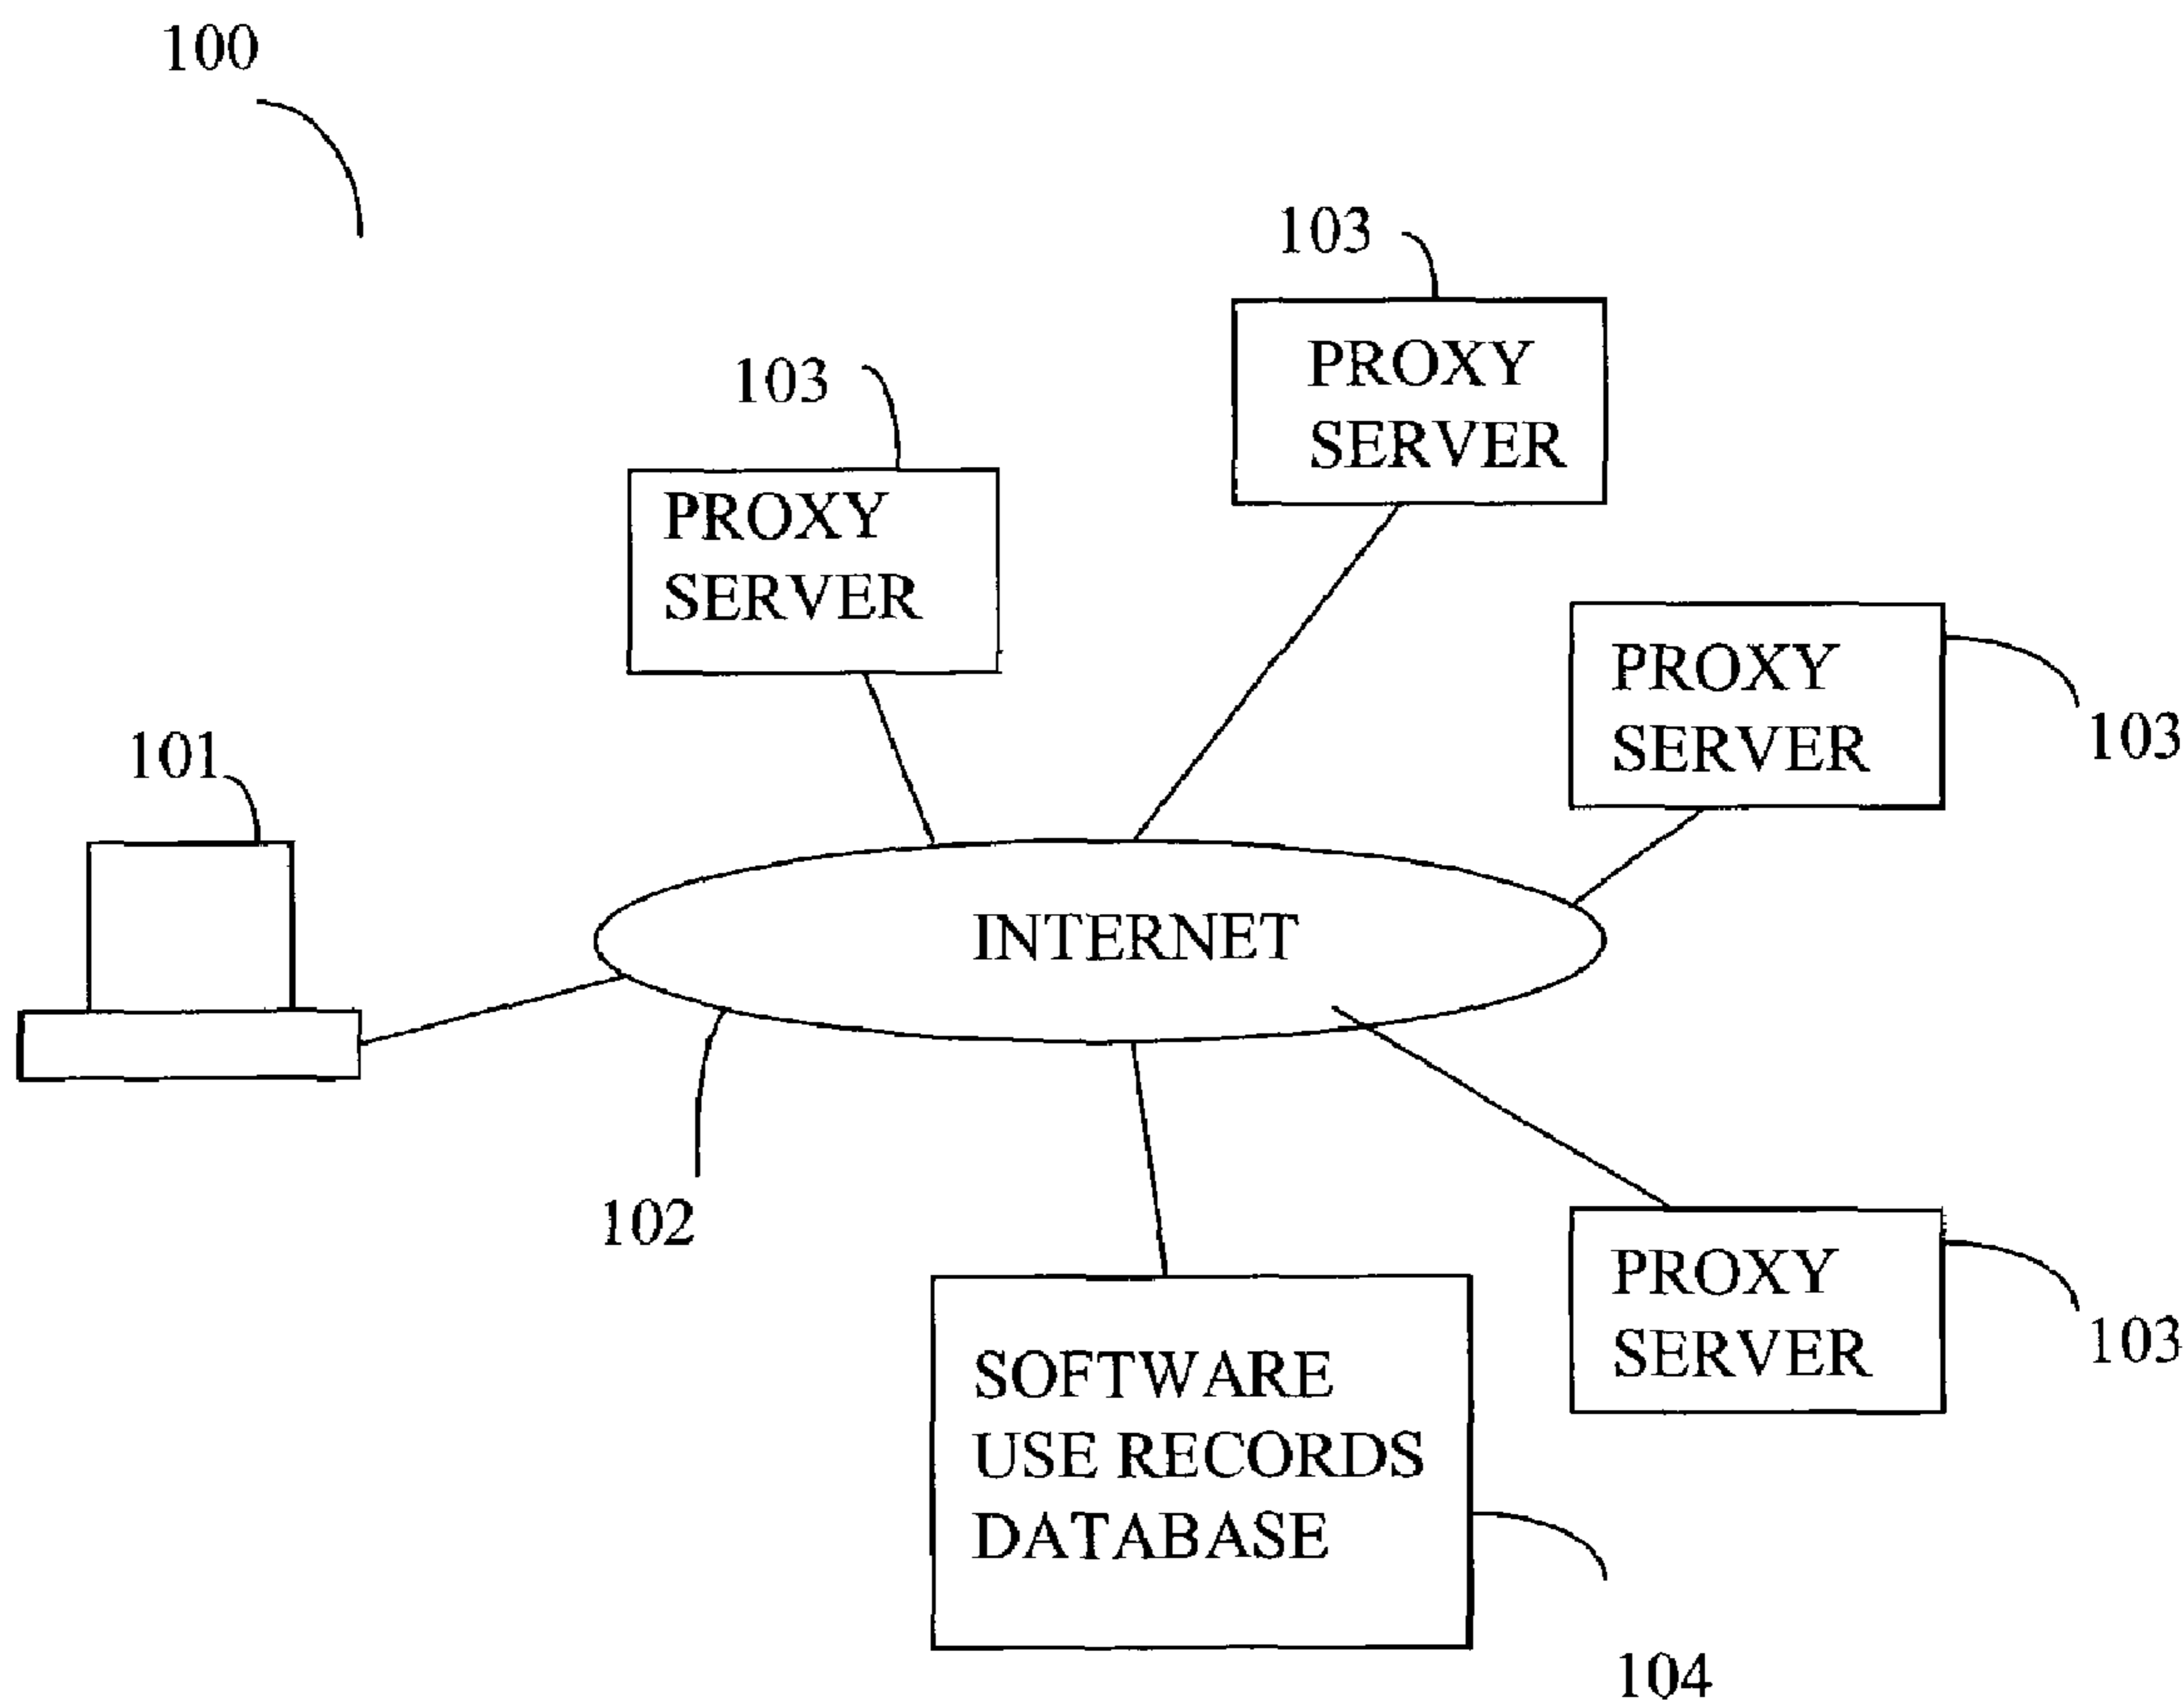 100
103
PROXY
SERVER
103
PROXY
SERVER
PROXY
SERVER
103
101
INTERNET
102
PROXY
SERVER
103
SOFTWARE
USE RECORDS
DATABASE
104